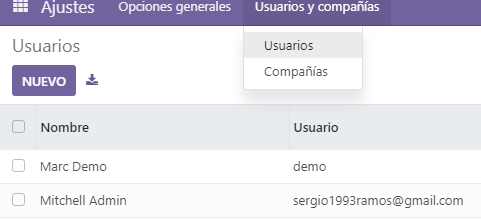 Ajustes Opciones generales Usuarios y compañías
Usuarios
Usuarios
Compañías
NUEVO
Nombre Usuario
Marc Demo demo
Mitchell Admin sergio1993ramos@gmail.com